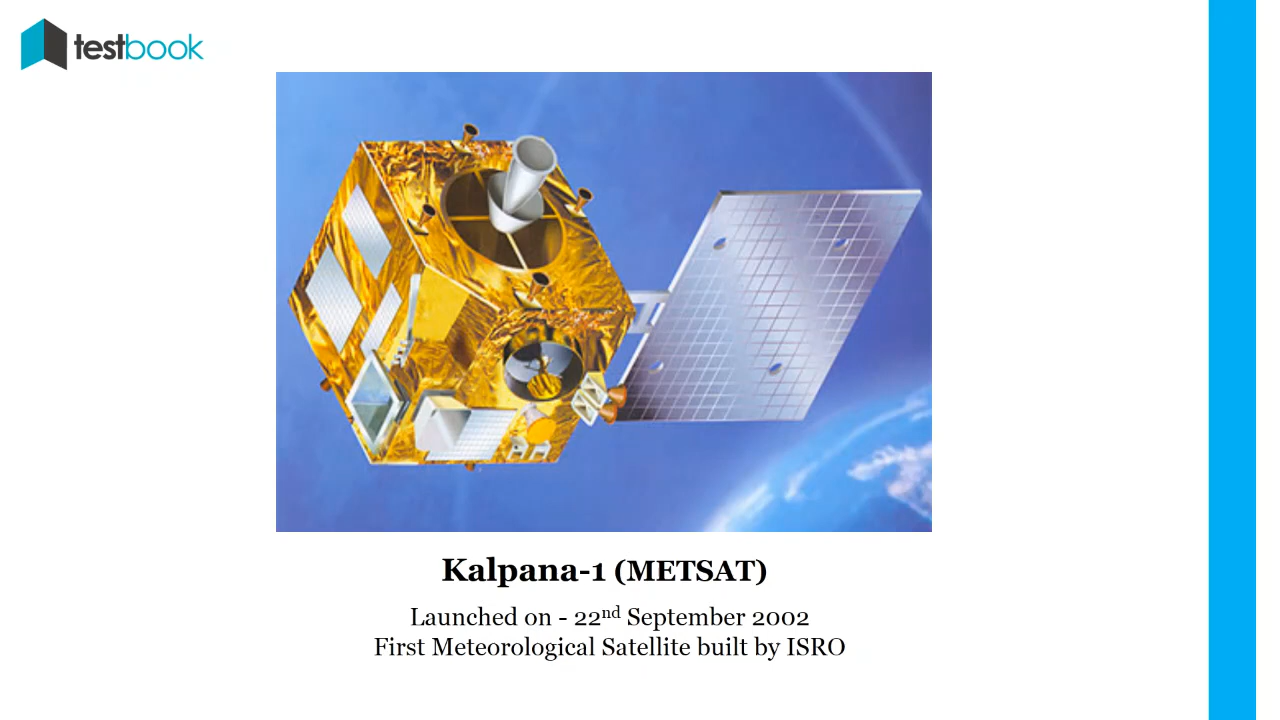 testbook
Kalpana-1 (METSAT)
Launched on - 22nd September 2002
First Meteorological Satellite built by ISRO